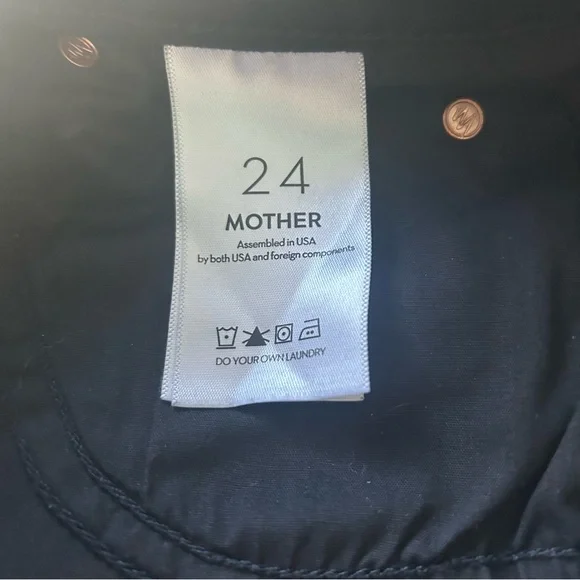 24
MOTHER
Assembled in USA
by both USA and foreign components
DO YOUR OWN LAUNDRY